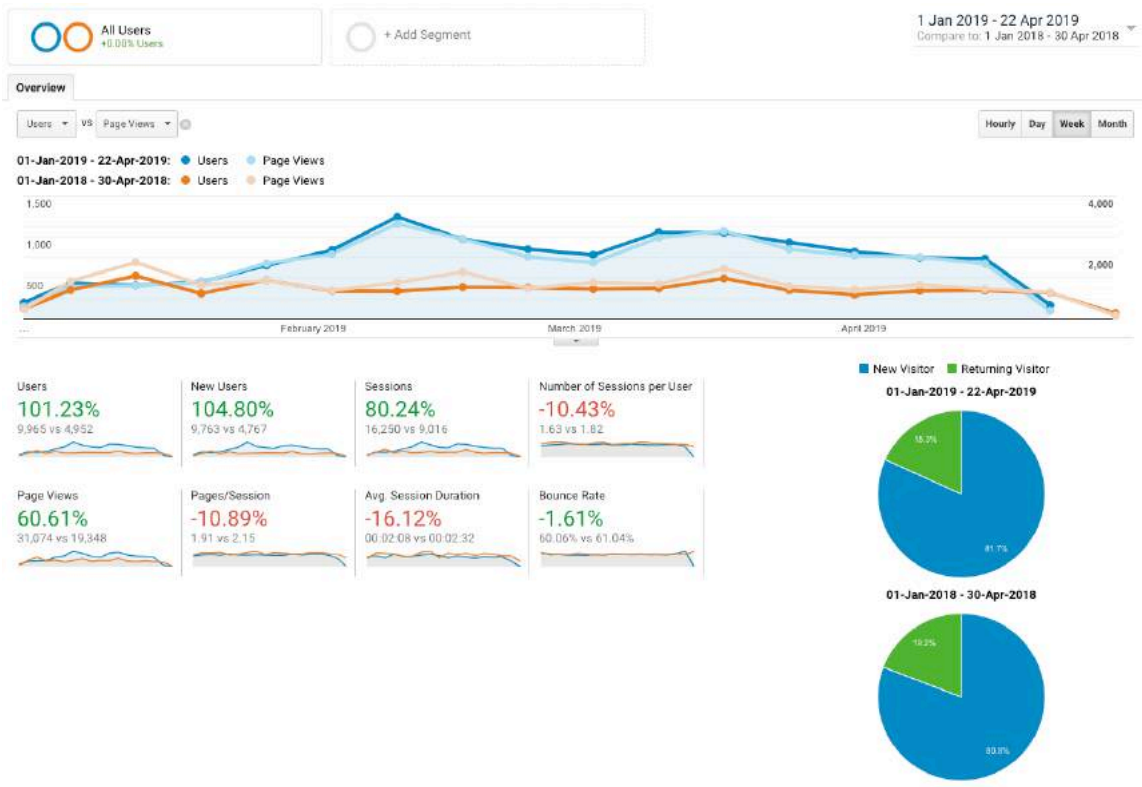 All Users
+0.00% Users
+ Add Segment
1 Jan 2019 - 22 Apr 2019
Compare to: 1 Jan 2018 - 30 Apr 2018
Overview
Users vs Page Views
Hourly Day Week Month
01-Jan-2019 - 22-Apr-2019: Users Page Views
01-Jan-2018 - 30-Apr-2018: Users Page Views
1,500 4,000
1,000
2,000
500
... February 2019 March 2019 April 2019
New Visitor Returning Visitor
01-Jan-2019 - 22-Apr-2019
Users New Users Sessions Number of Sessions per User
101.23% 104.80% 80.24% -10.43%
9,965 vs 4,952 9,763 vs 4,767 16,250 vs 9,016 1.63 vs 1.82
Page Views Pages/Session Avg. Session Duration Bounce Rate
60.61% -10.89% -16.12% -1.61%
31,074 vs 19,348 1.91 vs 2.15 00:02:08 vs 00:02:32 60.06% vs 61.04%
81.7%
01-Jan-2018 - 30-Apr-2018